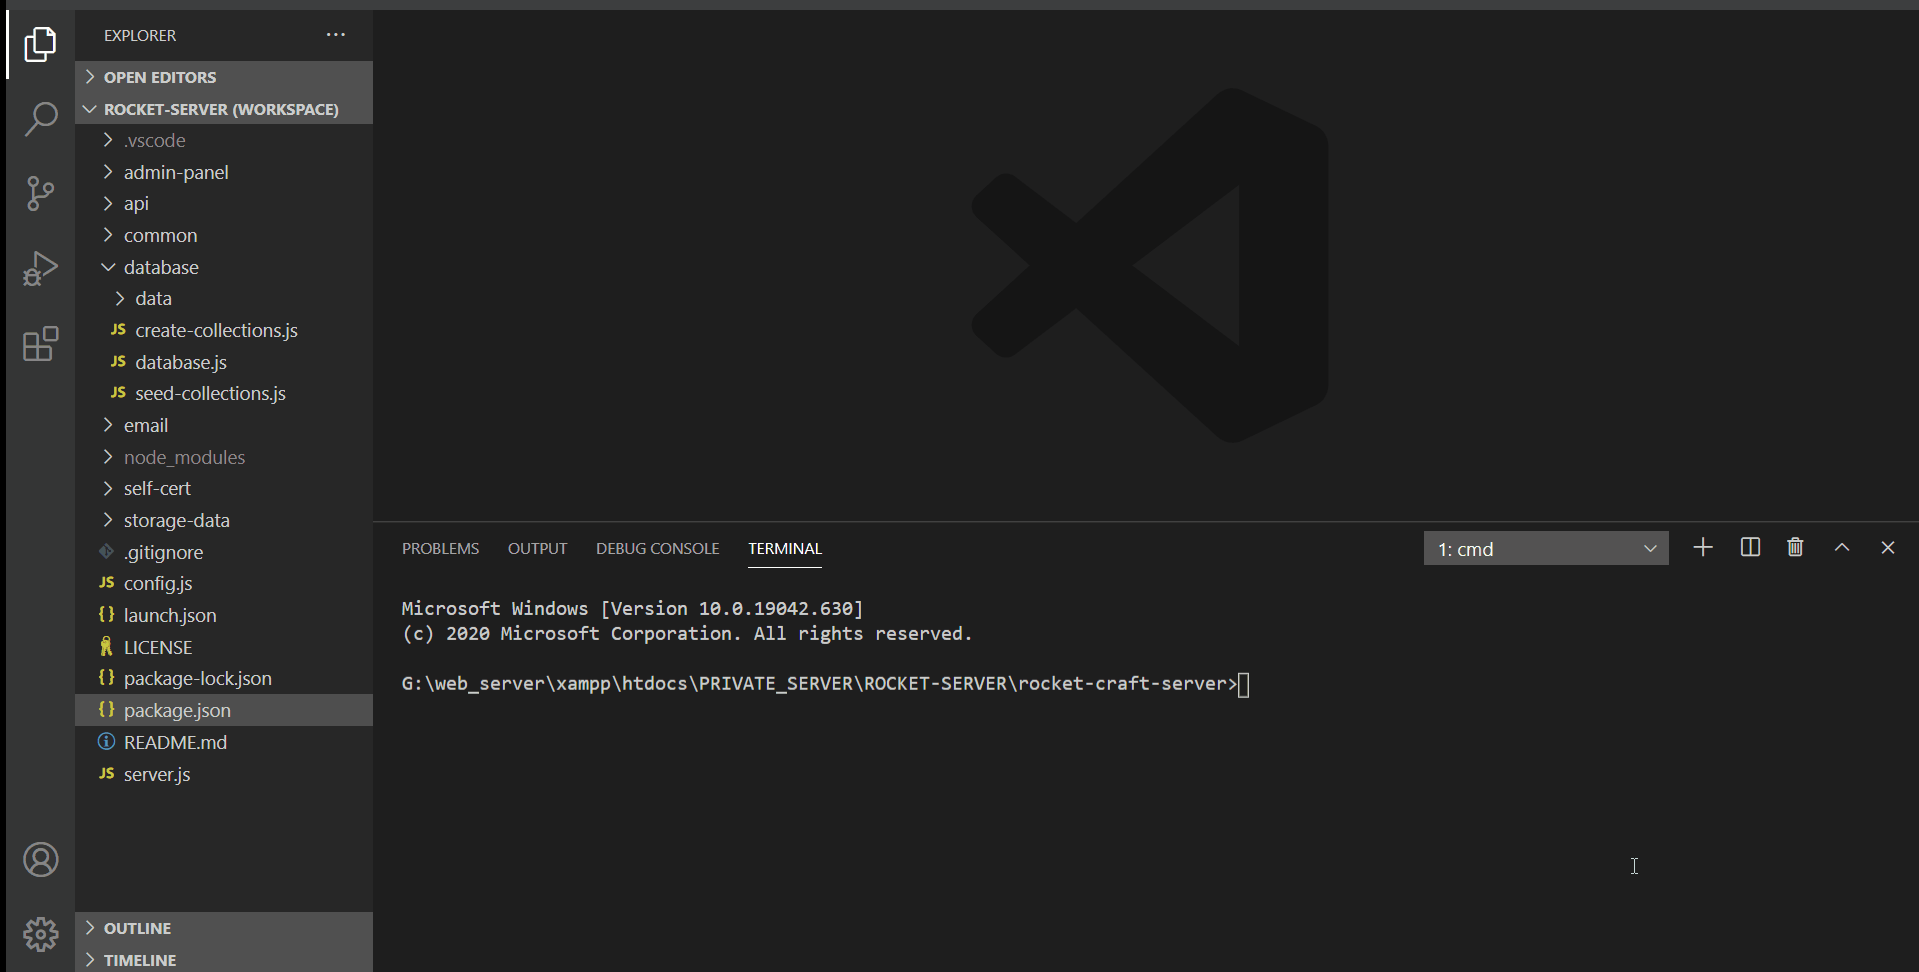 EXPLORER
OPEN EDITORS
ROCKET-SERVER (WORKSPACE)
.vscode
admin-panel
api
common
database
data
JS create-collections.js
JS database.js
JS seed-collections.js
email
node_modules
self-cert
storage-data
.gitignore
JS config.js
{} launch.json
LICENSE
{} package-lock.json
{} package.json
README.md
JS server.js
OUTLINE
TIMELINE
PROBLEMS OUTPUT DEBUG CONSOLE TERMINAL 1: cmd
Microsoft Windows [Version 10.0.19042.630]
(c) 2020 Microsoft Corporation. All rights reserved.
G:\web_server\xampp\htdocs\PRIVATE_SERVER\ROCKET-SERVER\rocket-craft-server>